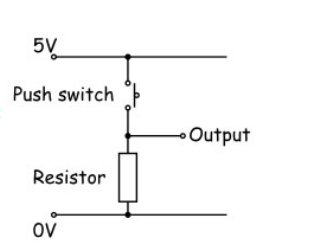 5V
Push switch
Output
Resistor
0V